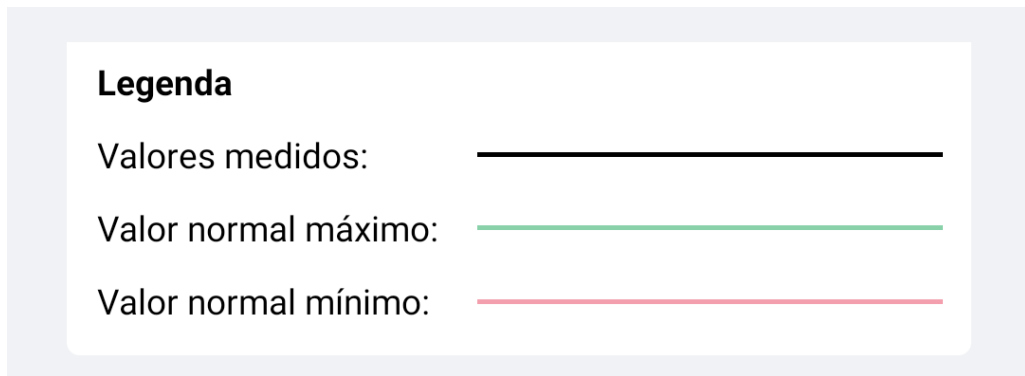 Legenda
Valores medidos:
Valor normal máximo:
Valor normal mínimo: